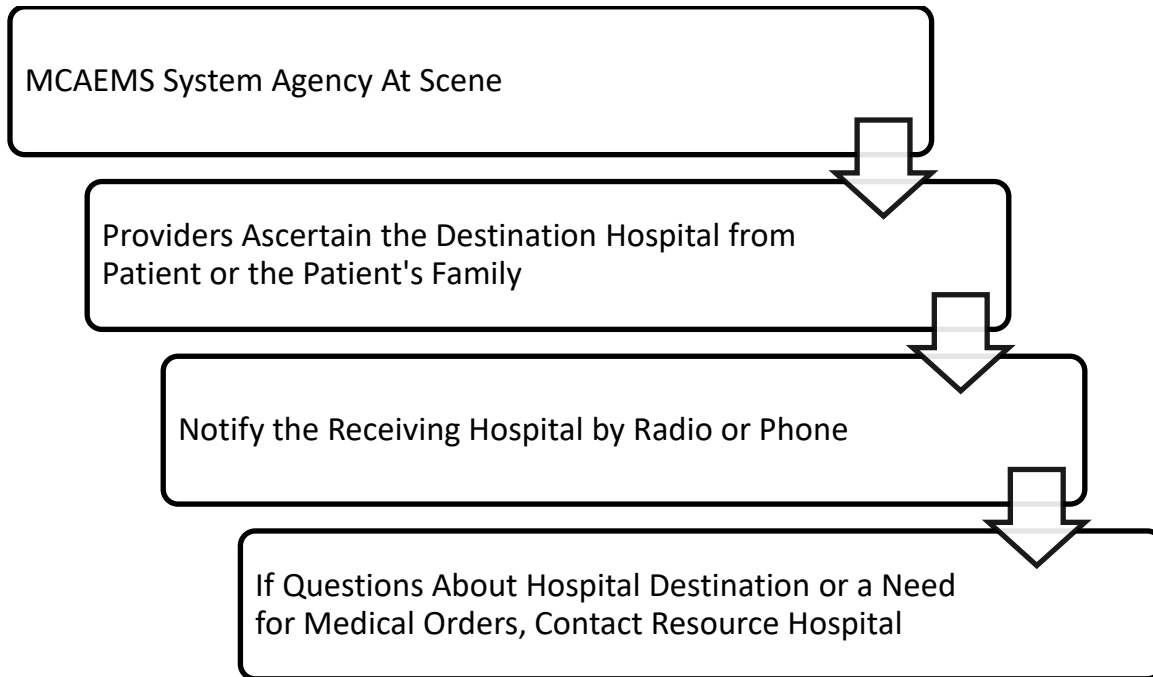 MCAEMS System Agency At Scene
Providers Ascertain the Destination Hospital from
Patient or the Patient's Family
Notify the Receiving Hospital by Radio or Phone
If Questions About Hospital Destination or a Need
for Medical Orders, Contact Resource Hospital